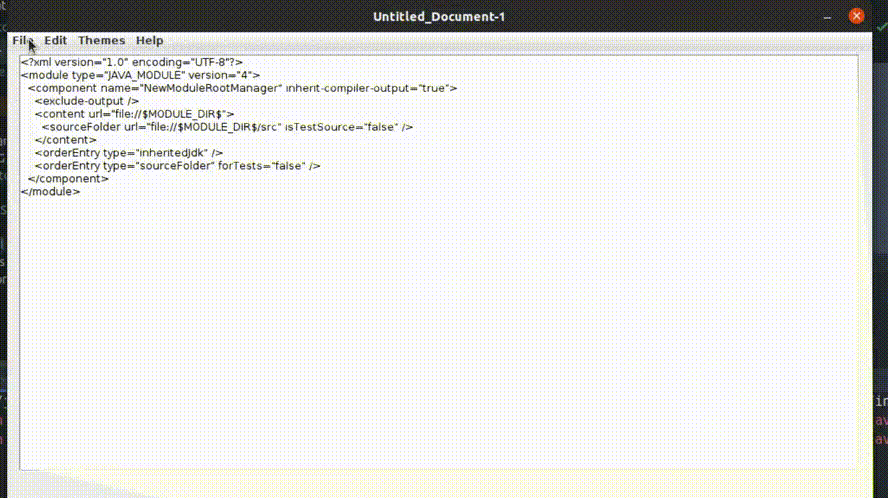 Untitled_Document-1
File Edit Themes Help
<?xml version="1.0" encoding="UTF-8"?>
<module type="JAVA_MODULE" version="4">
<component name="NewModuleRootManager" inherit-compiler-output="true">
<exclude-output />
<content url="file://$MODULE_DIR$">
<sourceFolder url="file://$MODULE_DIR$/src" isTestSource="false" />
</content>
<orderEntry type="inheritedJdk" />
<orderEntry type="sourceFolder" forTests="false" />
</component>
</module>